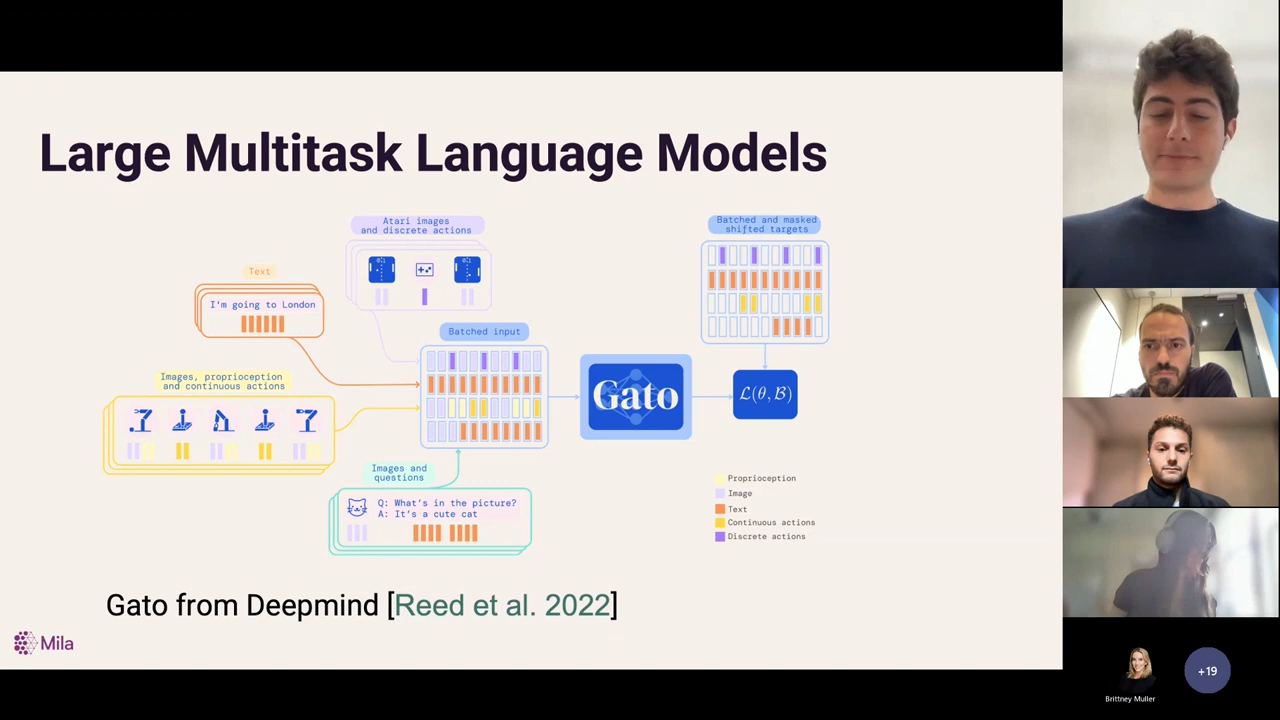 Large Multitask Language Models
Atari images
and discrete actions
Batched and masked
shifted targets
Text
I'm going to London
Batched input
Images, proprioception
and continuous actions
Gato
ℒ(θ, ℬ)
Images and
questions
Q: What's in the picture?
A: It's a cute cat
Proprioception
Image
Text
Continuous actions
Discrete actions
Gato from Deepmind [Reed et al. 2022]
Mila
+19
Brittney Muller